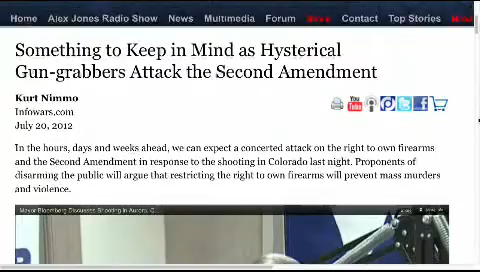 Home Alex Jones Radio Show News Multimedia Forum Contact Top Stories
Something to Keep in Mind as Hysterical
Gun-grabbers Attack the Second Amendment
Kurt Nimmo
Infowars.com
July 20, 2012
You
Tube
In the hours, days and weeks ahead, we can expect a concerted attack on the right to own firearms
and the Second Amendment in response to the shooting in Colorado last night. Proponents of
disarming the public will argue that restricting the right to own firearms will prevent mass murders
and violence.
Mayor Bloomberg Discusses Shooting in Aurora, C...